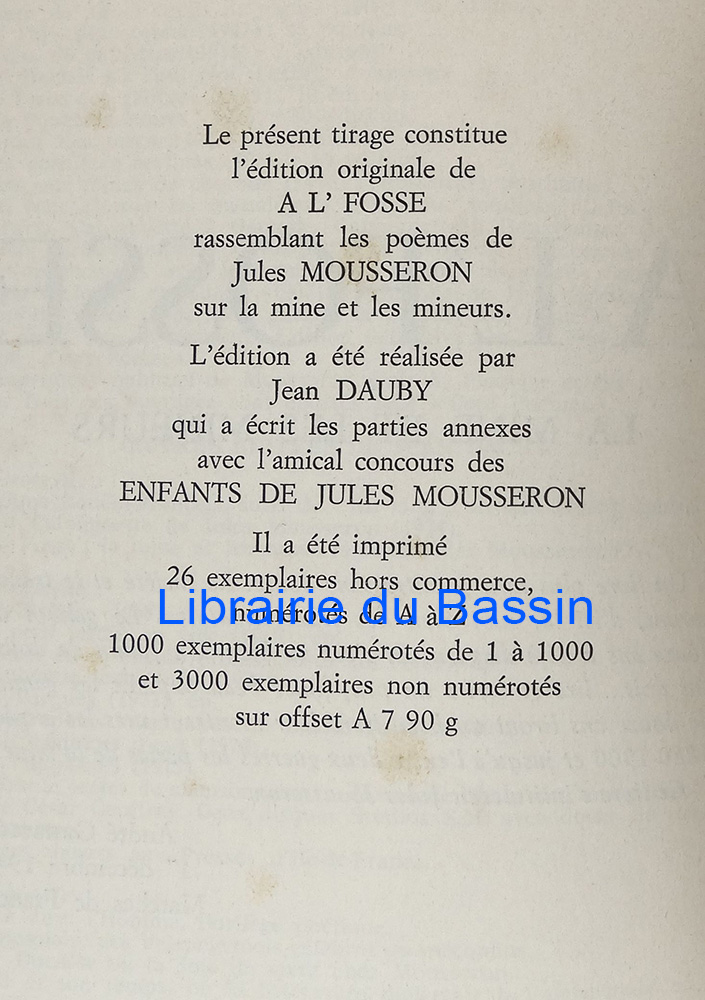 Le présent tirage constitue
l'édition originale de
A L' FOSSE
rassemblant les poèmes de
Jules MOUSSERON
sur la mine et les mineurs.
L'édition a été réalisée par
Jean DAUBY
qui a écrit les parties annexes
avec l'amical concours des
ENFANTS DE JULES MOUSSERON
Il a été imprimé
26 exemplaires hors commerce,
Librairie du Bassin
numérotés de A à Z
1000 exemplaires numérotés de 1 à 1000
et 3000 exemplaires non numérotés
sur offset A 7 90 g